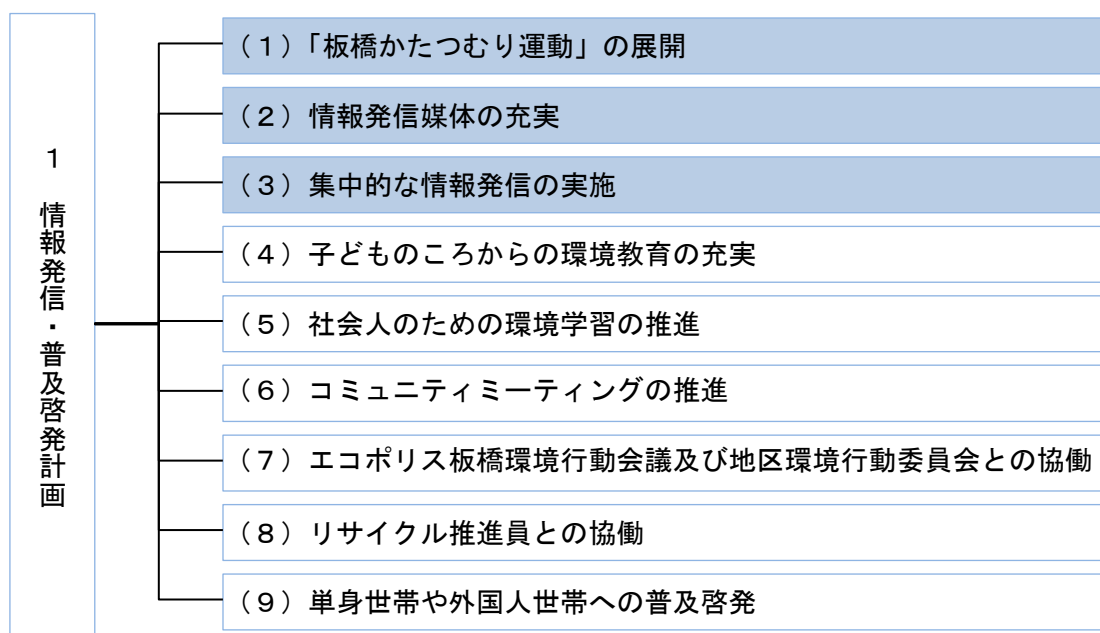 １　情報発信・普及啓発計画
（１）「板橋かたつむり運動」の展開
（２）情報発信媒体の充実
（３）集中的な情報発信の実施
（４）子どものころからの環境教育の充実
（５）社会人のための環境学習の推進
（６）コミュニティミーティングの推進
（７）エコポリス板橋環境行動会議及び地区環境行動委員会との協働
（８）リサイクル推進員との協働
（９）単身世帯や外国人世帯への普及啓発